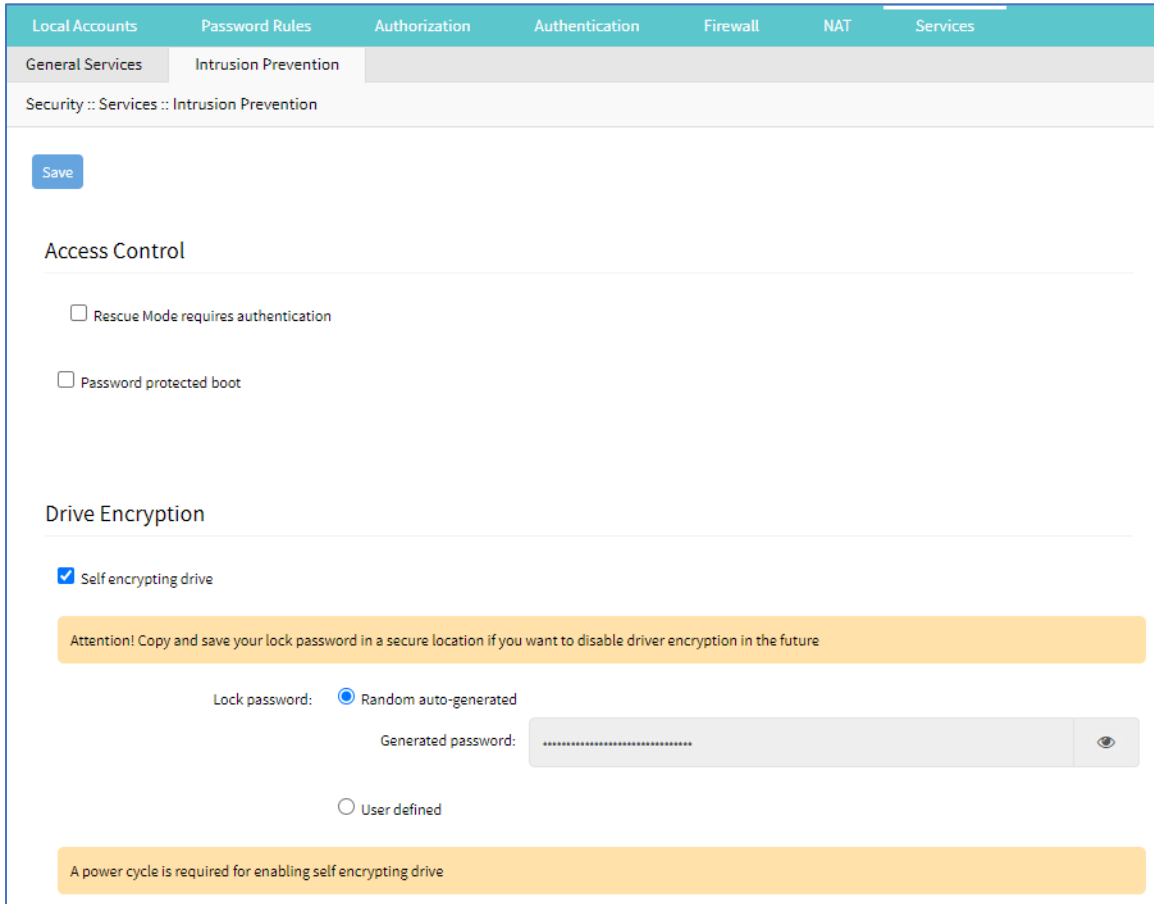 Local Accounts Password Rules Authorization Authentication Firewall NAT Services
General Services Intrusion Prevention
Security :: Services :: Intrusion Prevention
Save
Access Control
Rescue Mode requires authentication
Password protected boot
Drive Encryption
Self encrypting drive
Attention! Copy and save your lock password in a secure location if you want to disable driver encryption in the future
Lock password: Random auto-generated
Generated password: ••••••••••••••••••••••••••••••••
User defined
A power cycle is required for enabling self encrypting drive